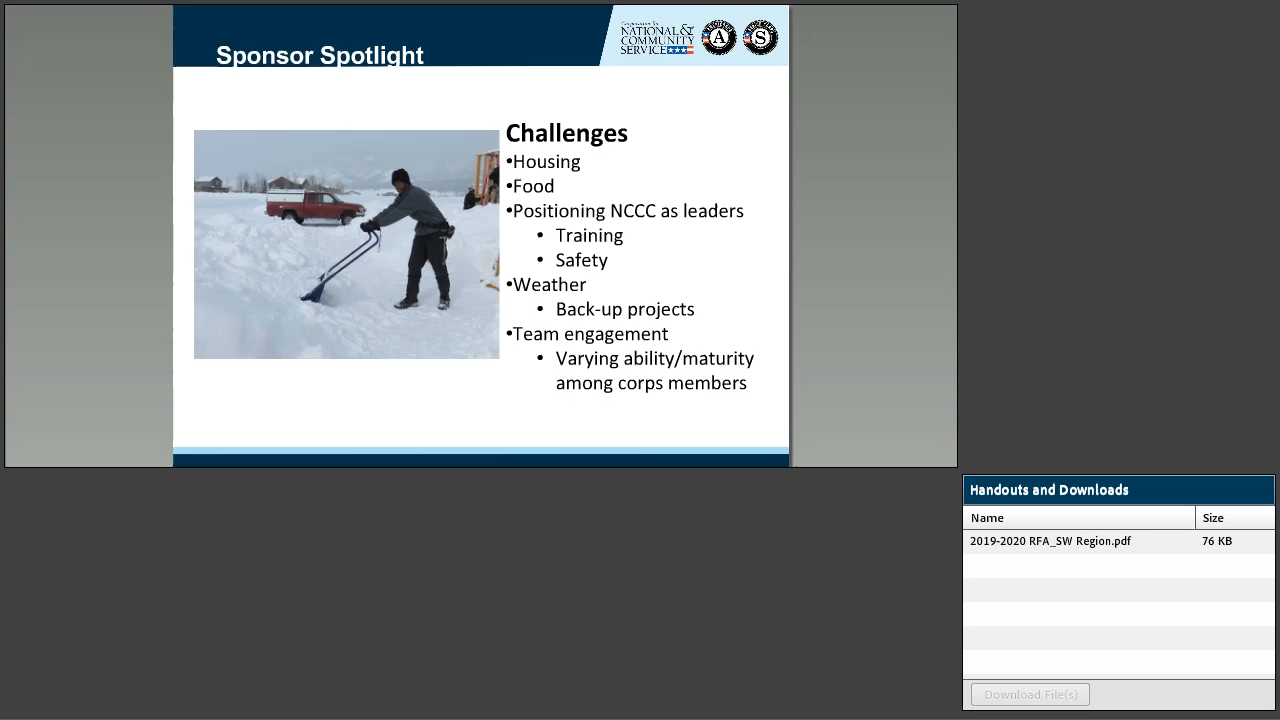 Sponsor Spotlight
Corporation for
NATIONAL &
COMMUNITY
SERVICE
A
S
Challenges
•Housing
•Food
•Positioning NCCC as leaders
• Training
• Safety
•Weather
• Back-up projects
•Team engagement
• Varying ability/maturity
among corps members
Handouts and Downloads
Name Size
2019-2020 RFA_SW Region.pdf 76 KB
Download File(s)